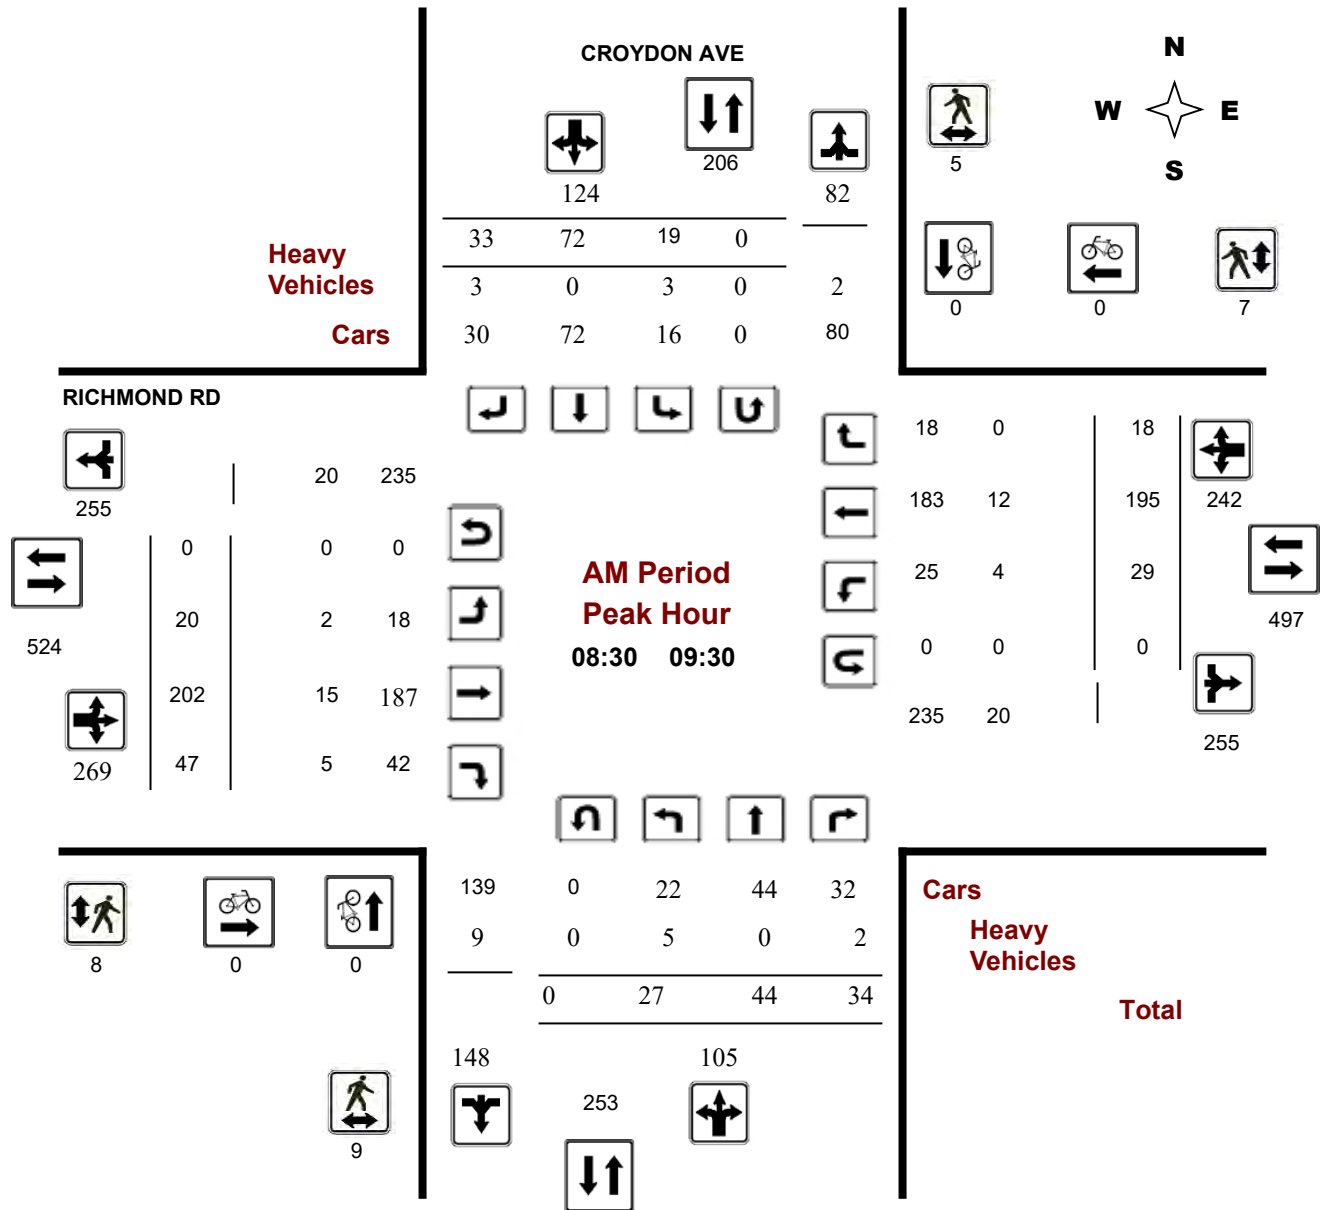 CROYDON AVE
N
W E
S
206
5
124 82
33 72 19 0
Heavy
Vehicles
3 0 3 0 2
Cars
30 72 16 0 80
0 0 7
RICHMOND RD
18 0 18
20 235
255
183 12 195 242
0 0 0
AM Period
25 4 29
Peak Hour
20 2 18
497
524
08:30 09:30
0 0 0
202 15 187
235 20
255
269 47 5 42
139 0 22 44 32
Cars
9 0 5 0 2
Heavy
Vehicles
8 0 0
0 27 44 34
Total
148 105
253
9